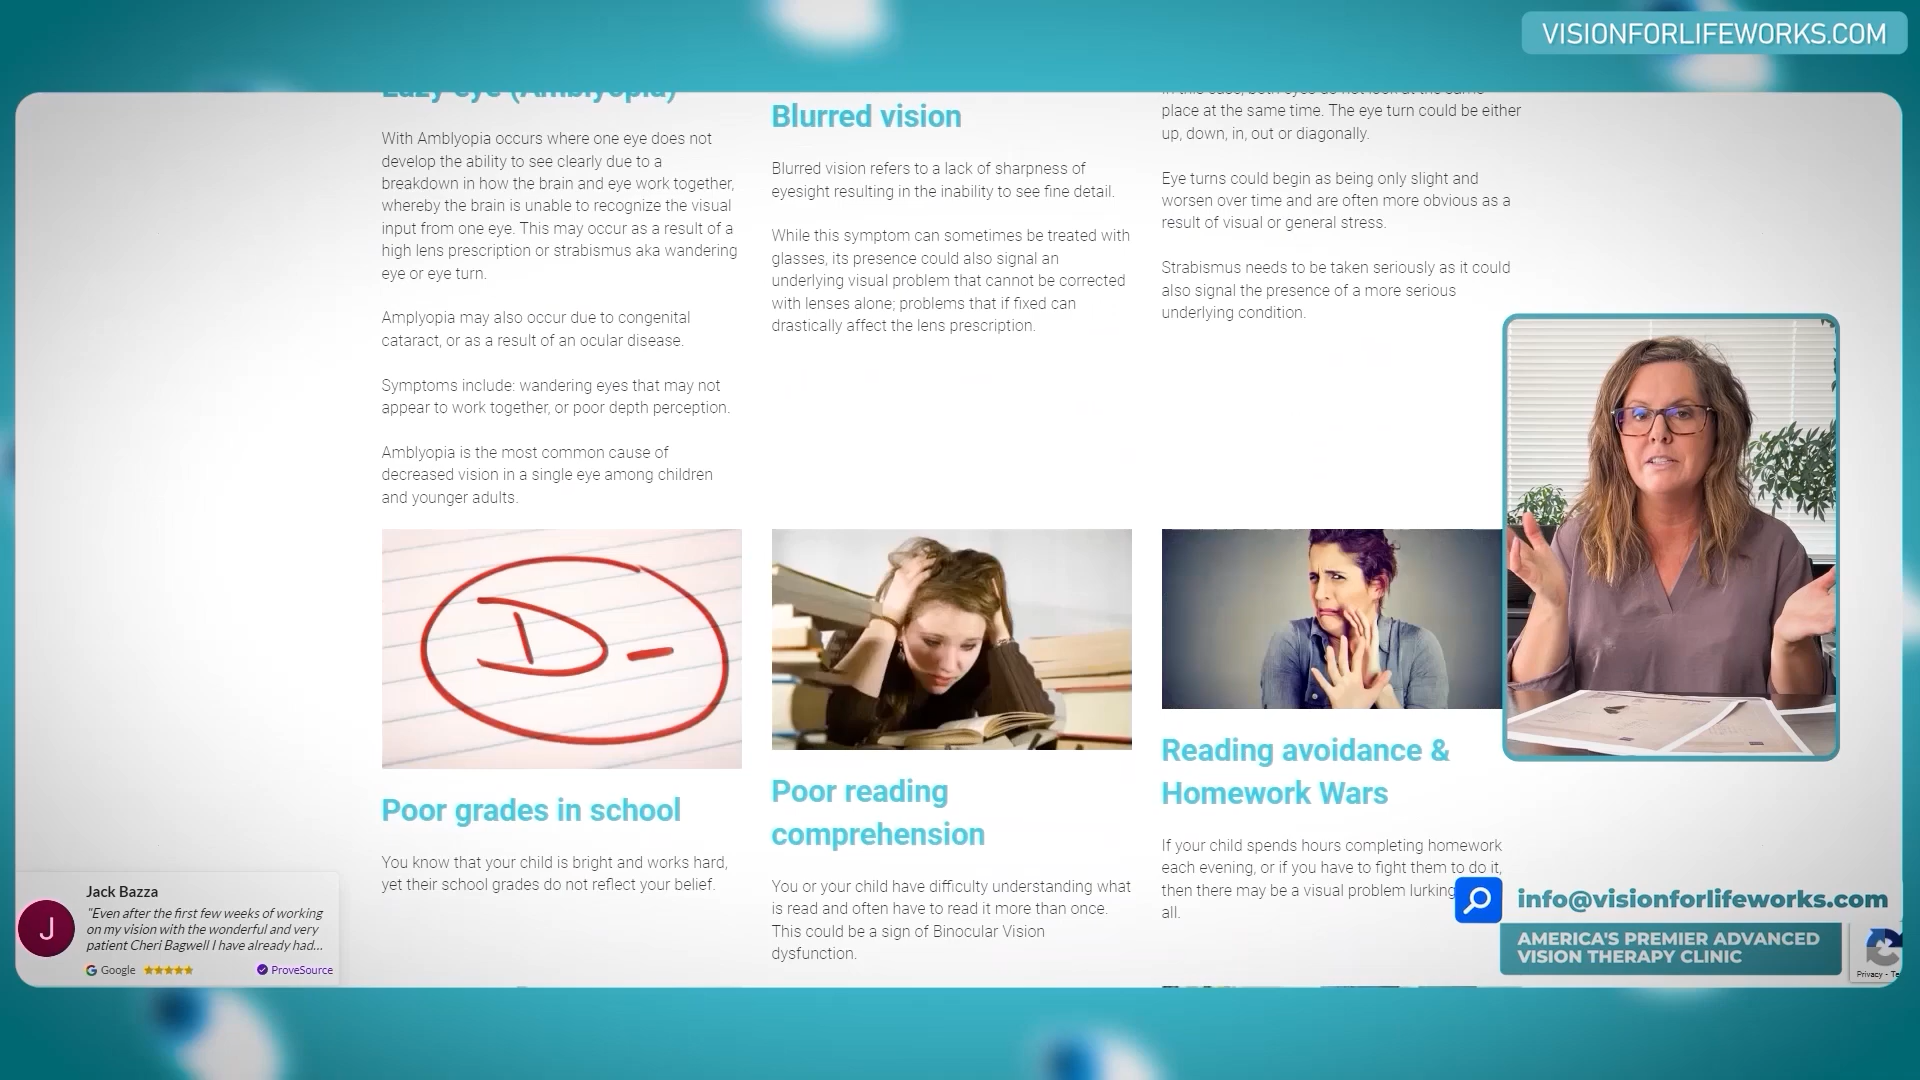 VISIONFORLIFEWORKS.COM
Lazy eye (Amblyopia)
With Amblyopia occurs where one eye does not
develop the ability to see clearly due to a
breakdown in how the brain and eye work together,
whereby the brain is unable to recognize the visual
input from one eye. This may occur as a result of a
high lens prescription or strabismus aka wandering
eye or eye turn.
Amplyopia may also occur due to congenital
cataract, or as a result of an ocular disease.
Symptoms include: wandering eyes that may not
appear to work together, or poor depth perception.
Amblyopia is the most common cause of
decreased vision in a single eye among children
and younger adults.
Blurred vision
Blurred vision refers to a lack of sharpness of
eyesight resulting in the inability to see fine detail.
While this symptom can sometimes be treated with
glasses, its presence could also signal an
underlying visual problem that cannot be corrected
with lenses alone; problems that if fixed can
drastically affect the lens prescription.
In this case, both eyes do not look at the same
place at the same time. The eye turn could be either
up, down, in, out or diagonally.
Eye turns could begin as being only slight and
worsen over time and are often more obvious as a
result of visual or general stress.
Strabismus needs to be taken seriously as it could
also signal the presence of a more serious
underlying condition.
D-
Poor grades in school
You know that your child is bright and works hard,
yet their school grades do not reflect your belief.
Poor reading
comprehension
You or your child have difficulty understanding what
is read and often have to read it more than once.
This could be a sign of Binocular Vision
dysfunction.
Reading avoidance &
Homework Wars
If your child spends hours completing homework
each evening, or if you have to fight them to do it,
then there may be a visual problem lurking
all.
J
Jack Bazza
"Even after the first few weeks of working
on my vision with the wonderful and very
patient Cheri Bagwell I have already had...
Google
ProveSource
info@visionforlifeworks.com
AMERICA'S PREMIER ADVANCED
VISION THERAPY CLINIC
Privacy - Te